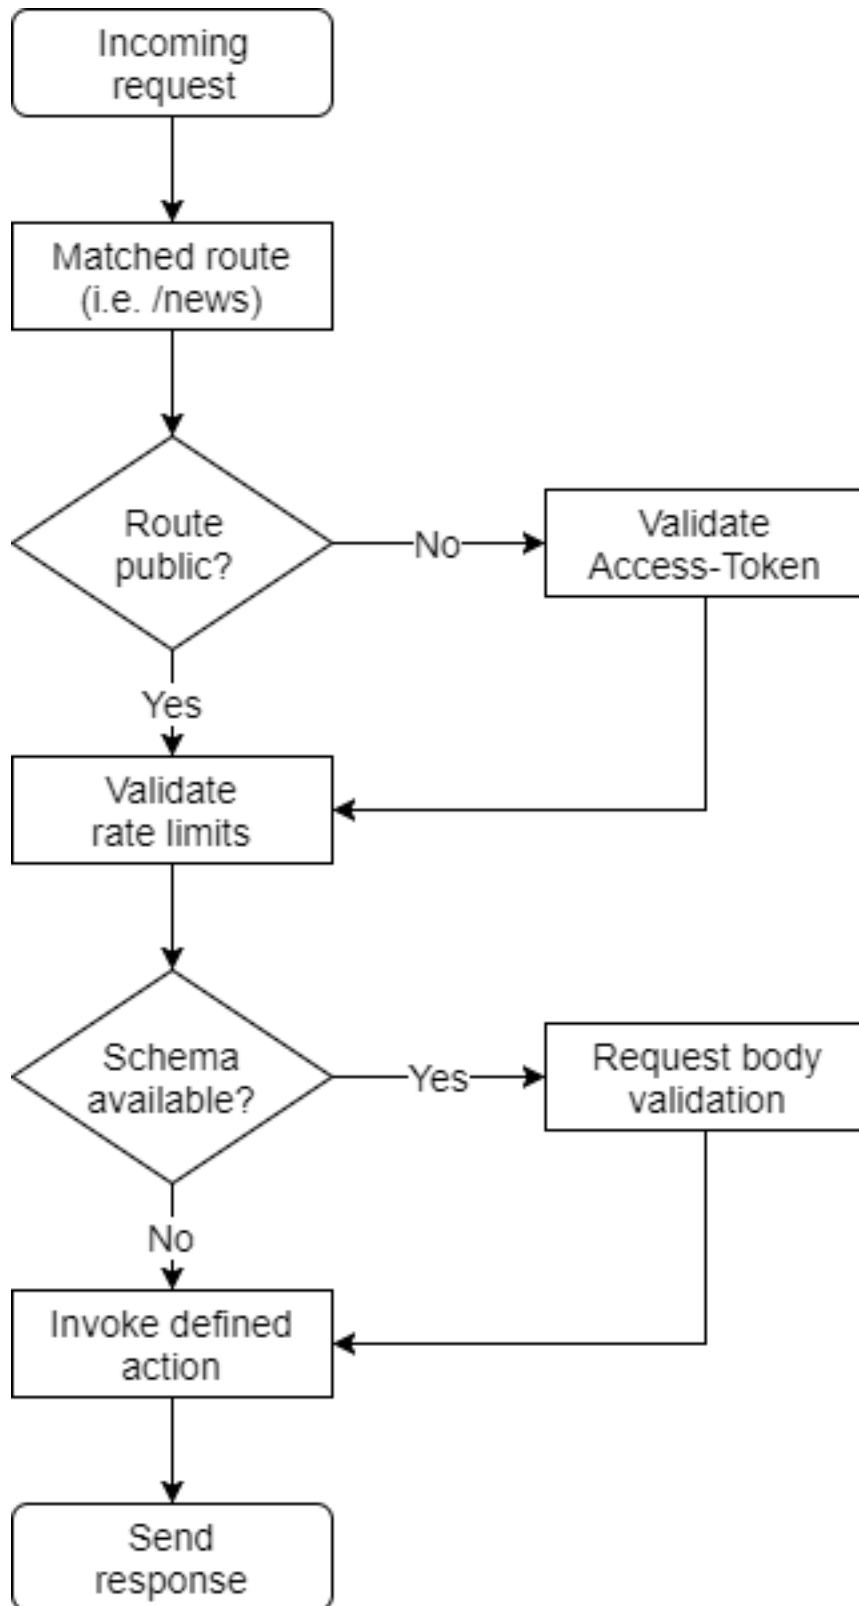 Incoming
request
Matched route
(i.e. /news)
Route
public?
No
Validate
Access-Token
Yes
Validate
rate limits
Schema
available?
Yes
Request body
validation
No
Invoke defined
action
Send
response